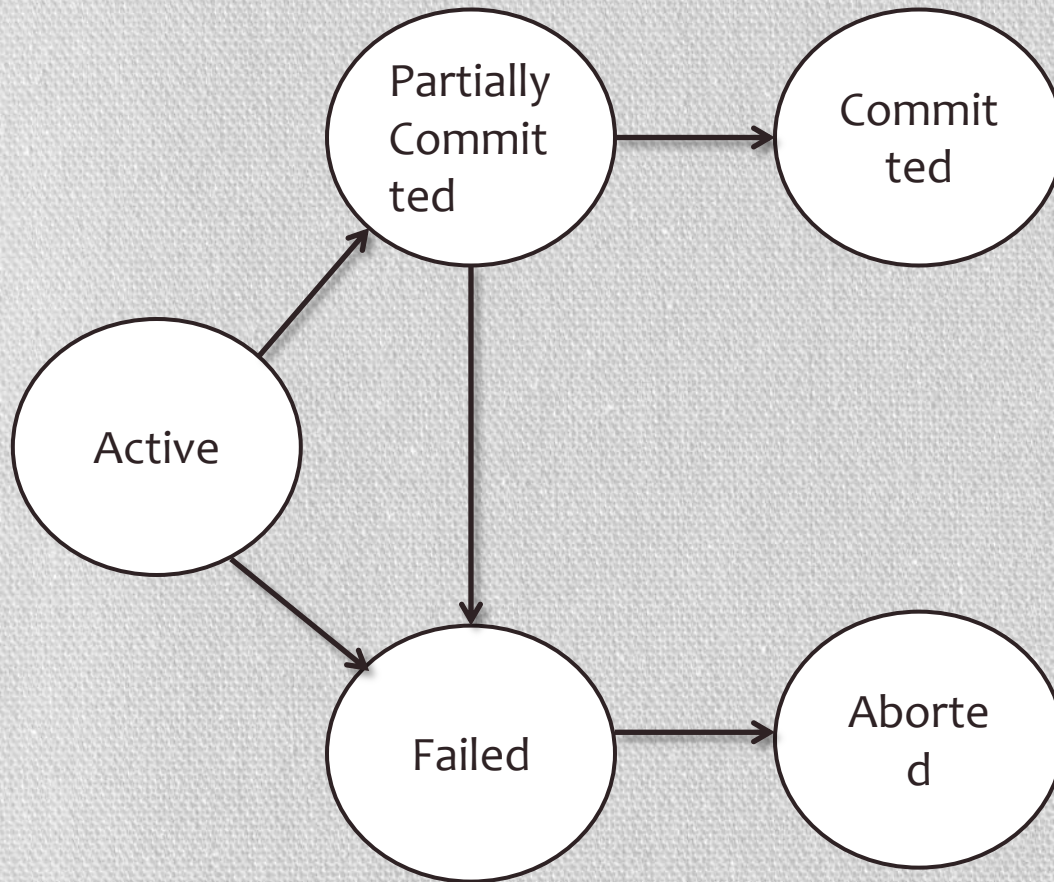 Partially
Commit
ted
Commit
ted
Active
Failed
Aborte
d